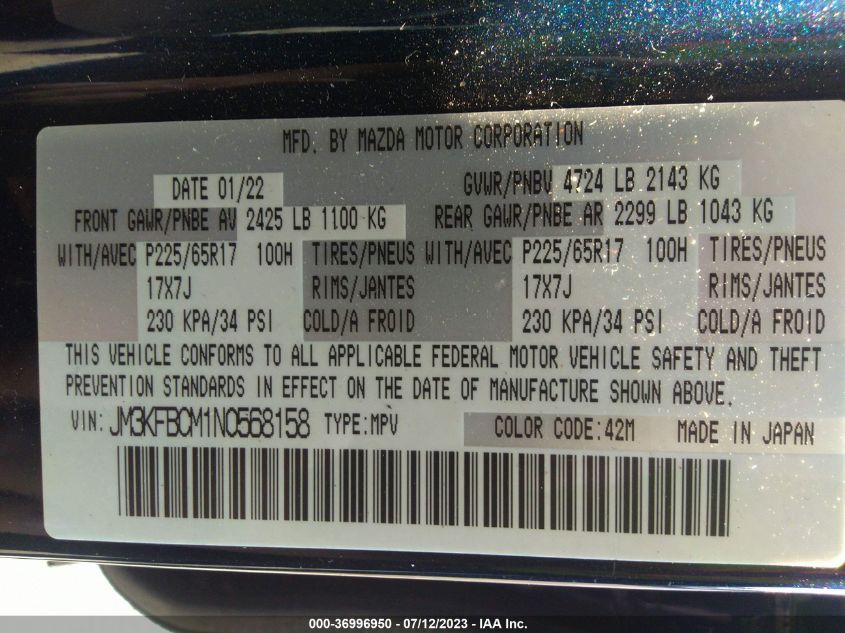 MFD. BY MAZDA MOTOR CORPORATION
DATE 01/22 GVWR/PNBV 4724 LB 2143 KG
FRONT GAWR/PNBE AV 2425 LB 1100 KG REAR GAWR/PNBE AR 2299 LB 1043 KG
WITH/AVEC P225/65R17 100H TIRES/PNEUS WITH/AVEC P225/65R17 100H TIRES/PNEUS
17X7J RIMS/JANTES 17X7J RIMS/JANTES
230 KPA/34 PSI COLD/A FROID 230 KPA/34 PSI COLD/A FROID
THIS VEHICLE CONFORMS TO ALL APPLICABLE FEDERAL MOTOR VEHICLE SAFETY AND THEFT
PREVENTION STANDARDS IN EFFECT ON THE DATE OF MANUFACTURE SHOWN ABOVE.
VIN: JM3KFBCM1N0568158 TYPE:MPV COLOR CODE:42M MADE IN JAPAN
000-36996950 - 07/12/2023 - IAA Inc.